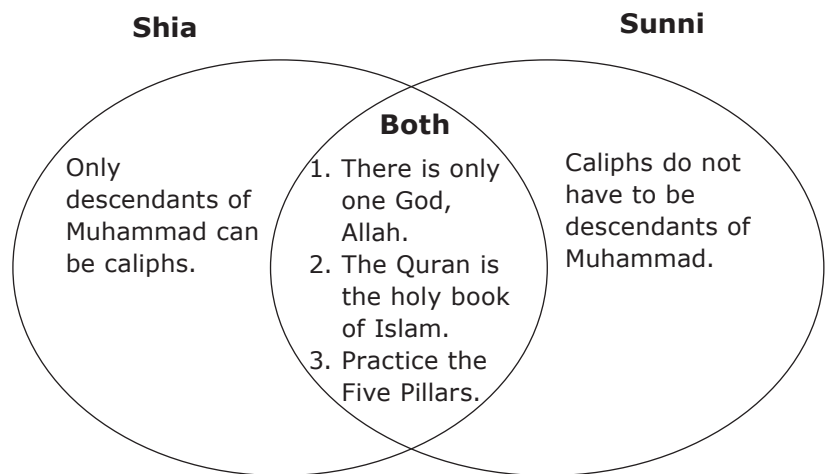 Shia
Sunni
Only
descendants of
Muhammad can
be caliphs.
Both
1. There is only
one God,
Allah.
2. The Quran is
the holy book
of Islam.
3. Practice the
Five Pillars.
Caliphs do not
have to be
descendants of
Muhammad.